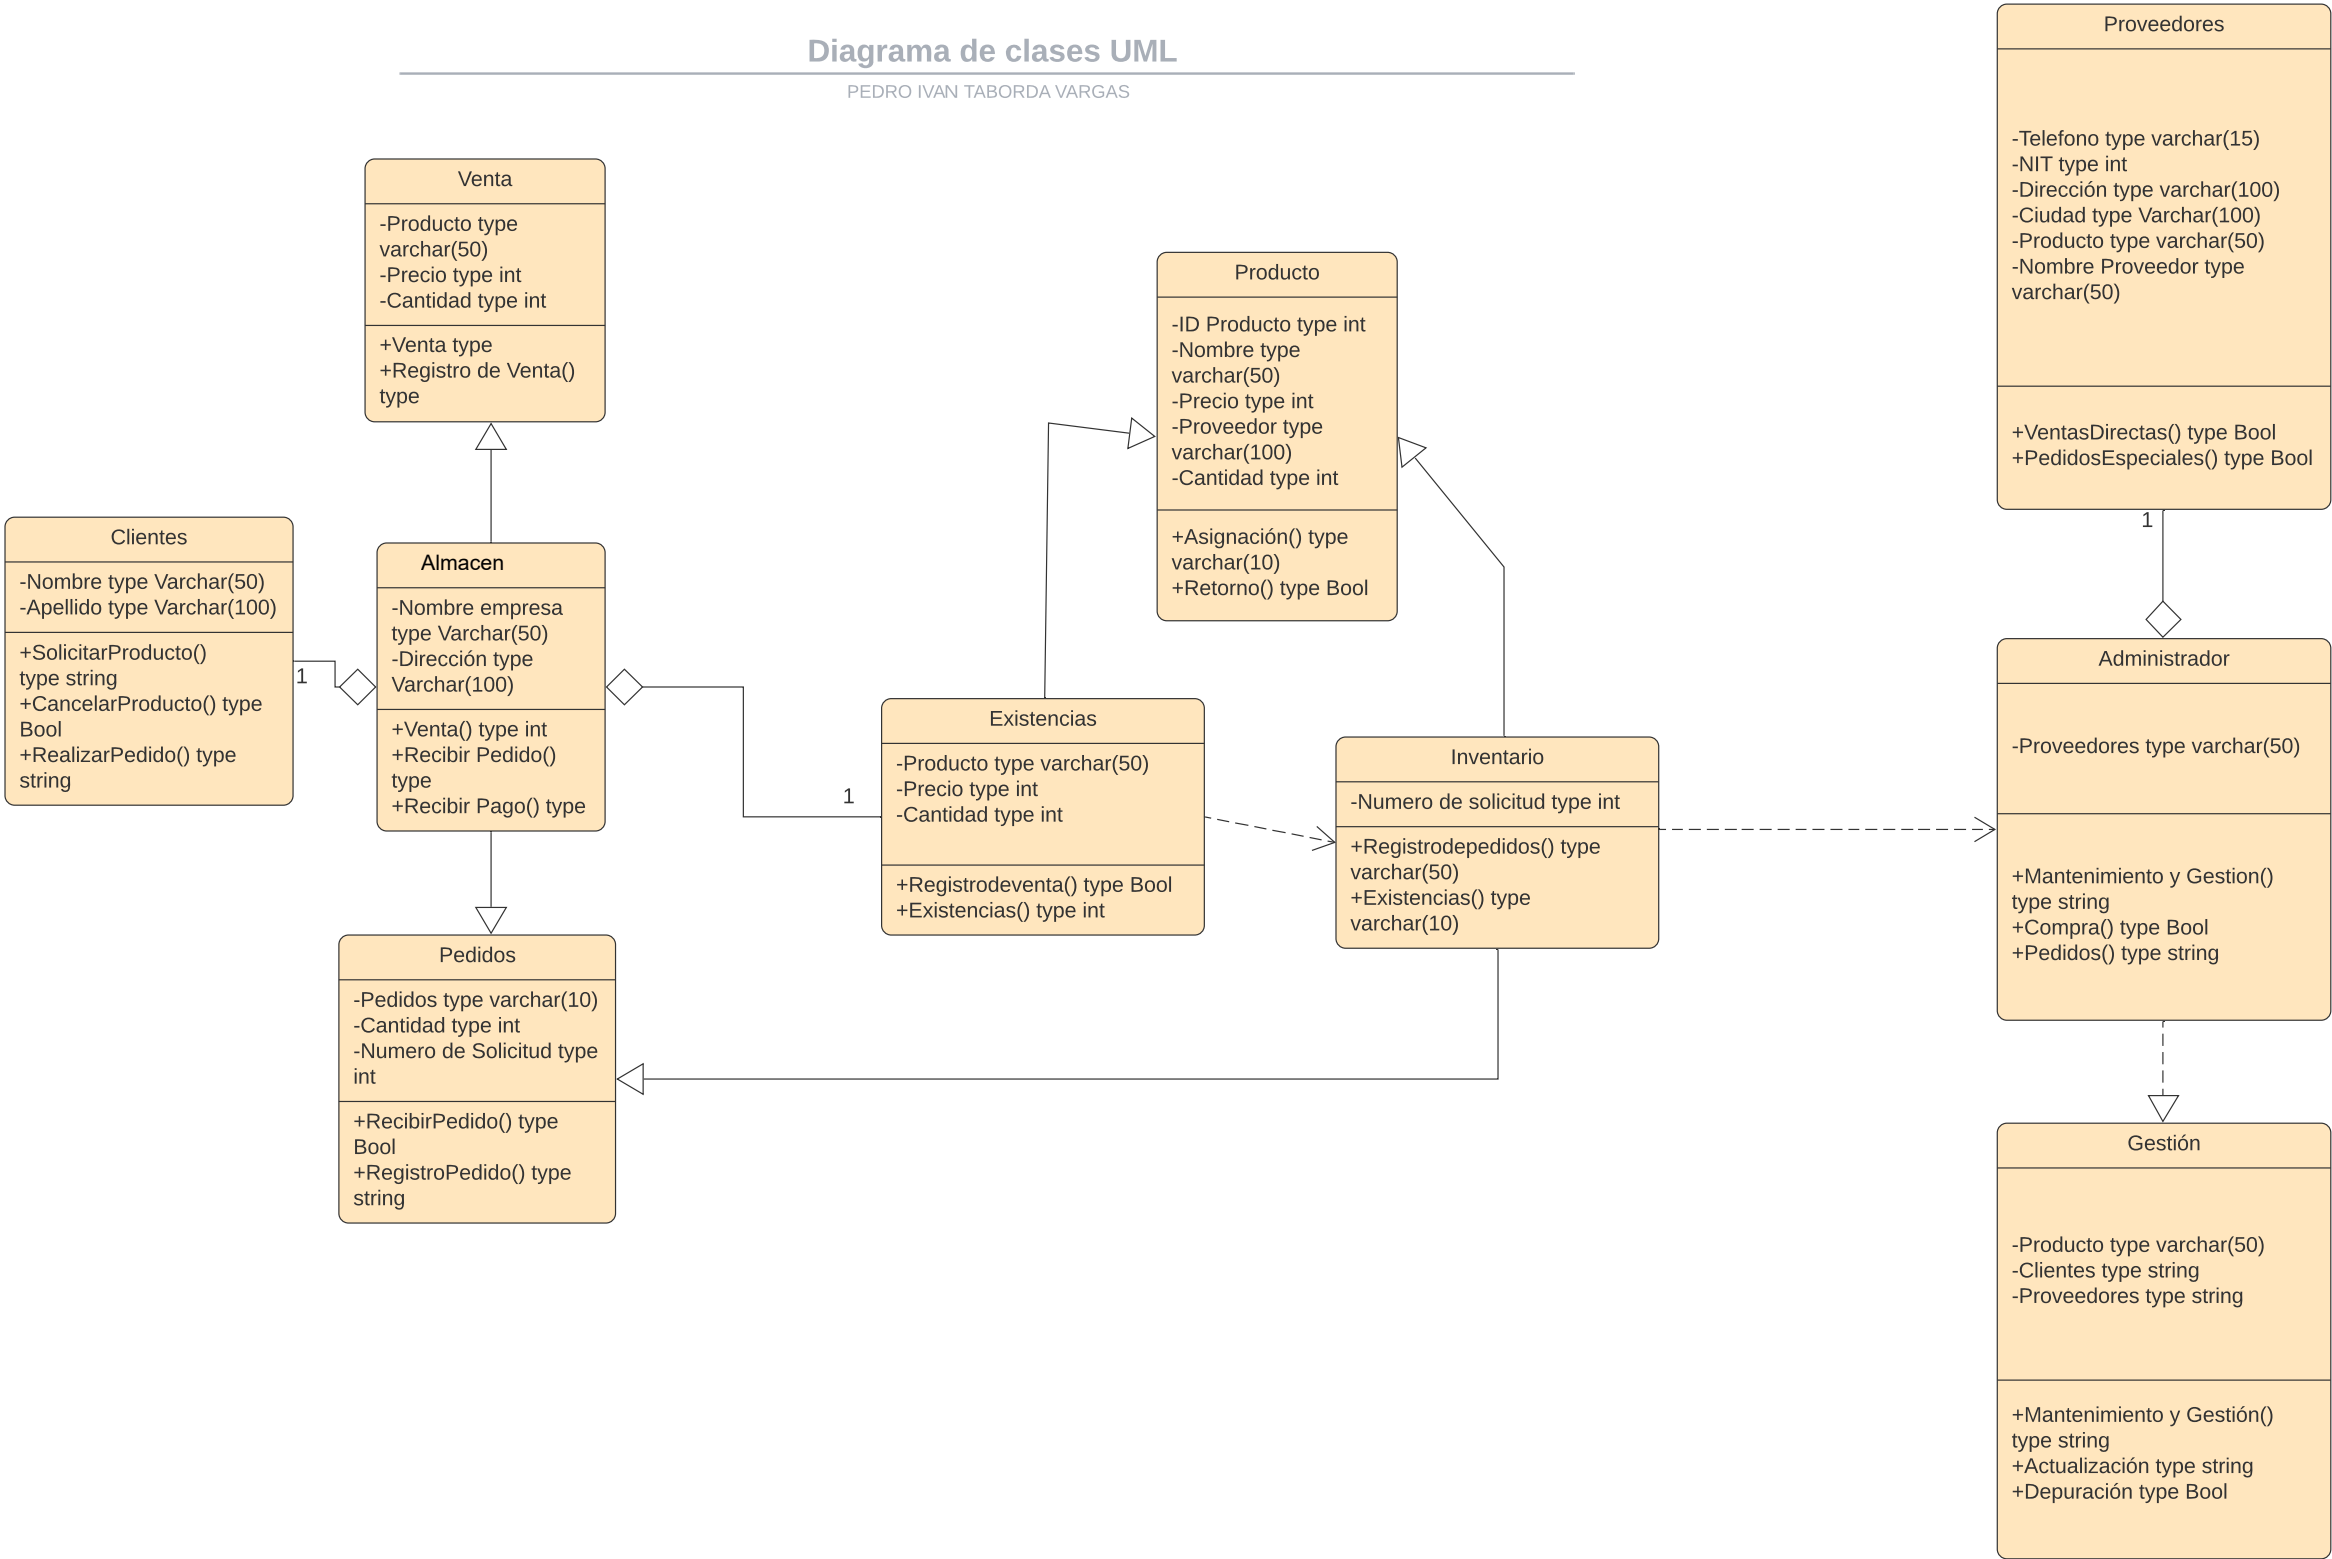 Diagrama de clases UML
PEDRO IVAN TABORDA VARGAS
Venta
-Producto type
varchar(50)
-Precio type int
-Cantidad type int
+Venta type
+Registro de Venta()
type
Clientes
-Nombre type Varchar(50)
-Apellido type Varchar(100)
+SolicitarProducto()
type string
+CancelarProducto() type
Bool
+RealizarPedido() type
string
1
Almacen
-Nombre empresa
type Varchar(50)
-Dirección type
Varchar(100)
+Venta() type int
+Recibir Pedido()
type
+Recibir Pago() type
Pedidos
-Pedidos type varchar(10)
-Cantidad type int
-Numero de Solicitud type
int
+RecibirPedido() type
Bool
+RegistroPedido() type
string
Producto
-ID Producto type int
-Nombre type
varchar(50)
-Precio type int
-Proveedor type
varchar(100)
-Cantidad type int
+Asignación() type
varchar(10)
+Retorno() type Bool
1
Existencias
-Producto type varchar(50)
-Precio type int
-Cantidad type int
+Registrodeventa() type Bool
+Existencias() type int
Inventario
-Numero de solicitud type int
+Registrodepedidos() type
varchar(50)
+Existencias() type
varchar(10)
Proveedores
-Telefono type varchar(15)
-NIT type int
-Dirección type varchar(100)
-Ciudad type Varchar(100)
-Producto type varchar(50)
-Nombre Proveedor type
varchar(50)
+VentasDirectas() type Bool
+PedidosEspeciales() type Bool
1
Administrador
-Proveedores type varchar(50)
+Mantenimiento y Gestion()
type string
+Compra() type Bool
+Pedidos() type string
Gestión
-Producto type varchar(50)
-Clientes type string
-Proveedores type string
+Mantenimiento y Gestión()
type string
+Actualización type string
+Depuración type Bool